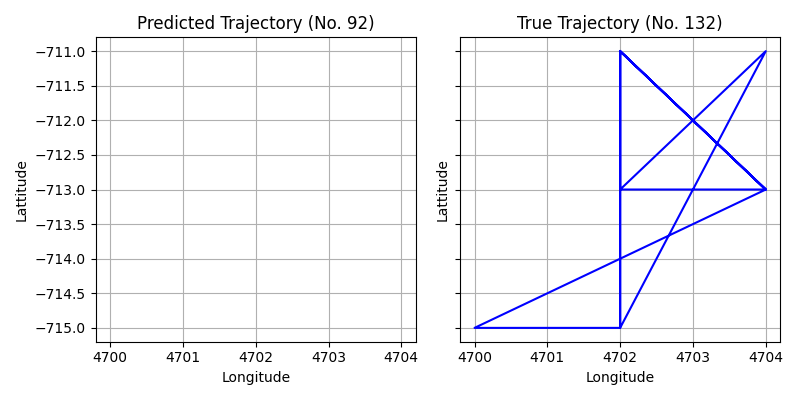 Predicted Trajectory (No. 92)
True Trajectory (No. 132)
Lattitude
−711.0
−711.5
−712.0
−712.5
−713.0
−713.5
−714.0
−714.5
−715.0
4700 4701 4702 4703 4704
Longitude
Lattitude
4700 4701 4702 4703 4704
Longitude